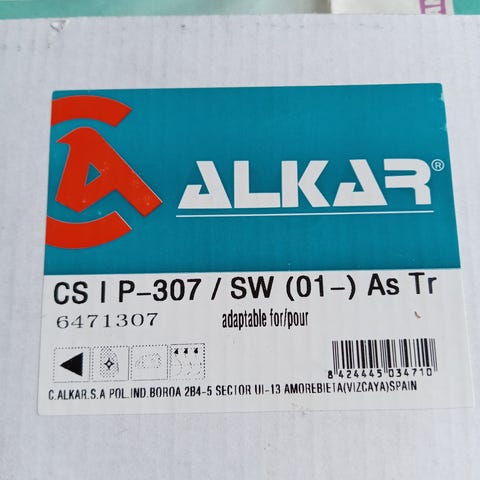 ALKAR®
CS I P-307 / SW (01-) As Tr
6471307 adaptable for/pour
8 424445 034710
C.ALKAR.S.A POL.IND.BOROA 2B4-5 SECTOR UI-13 AMOREBIETA(VIZCAYA)SPAIN